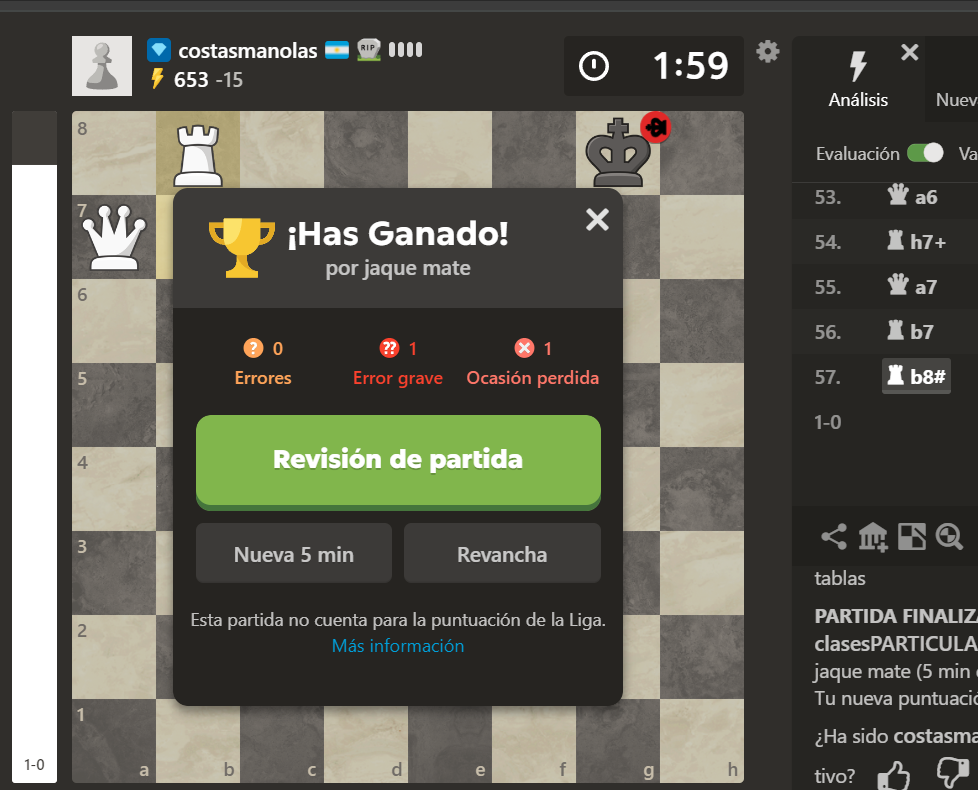 costasmanolas
RIP
653 -15
1:59
Análisis
Nuev
Evaluación
Va
8
7
6
5
4
3
2
1
a b c d e f g h
1-0
¡Has Ganado!
por jaque mate
? 0
?? 1
1
Errores
Error grave
Ocasión perdida
Revisión de partida
Nueva 5 min
Revancha
Esta partida no cuenta para la puntuación de la Liga.
Más información
53. a6
54. h7+
55. a7
56. b7
57. b8#
1-0
tablas
PARTIDA FINALIZA
clasesPARTICULA
jaque mate (5 min
Tu nueva puntuació
¿Ha sido costasma
tivo?